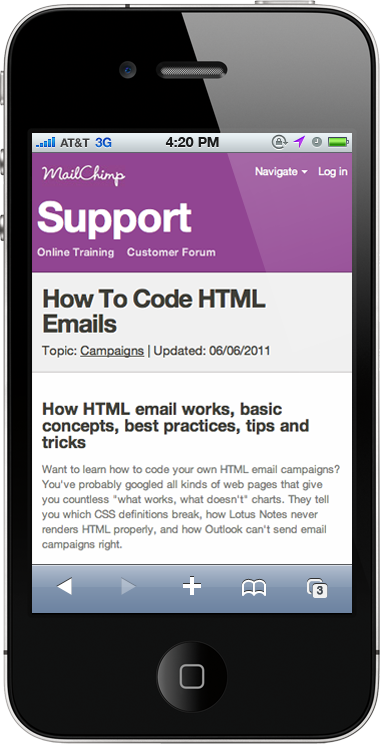 AT&T 3G 4:20 PM
MailChimp Navigate Log in
Support
Online Training Customer Forum
How To Code HTML
Emails
Topic: Campaigns | Updated: 06/06/2011
How HTML email works, basic
concepts, best practices, tips and
tricks
Want to learn how to code your own HTML email campaigns?
You've probably googled all kinds of web pages that give
you countless "what works, what doesn't" charts. They tell
you which CSS definitions break, how Lotus Notes never
renders HTML properly, and how Outlook can't send email
campaigns right.
3